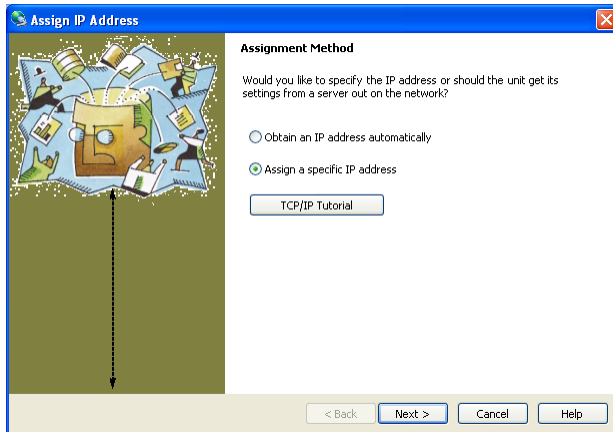 Assign IP Address
Assignment Method
Would you like to specify the IP address or should the unit get its
settings from a server out on the network?
Obtain an IP address automatically
Assign a specific IP address
TCP/IP Tutorial
< Back
Next >
Cancel
Help